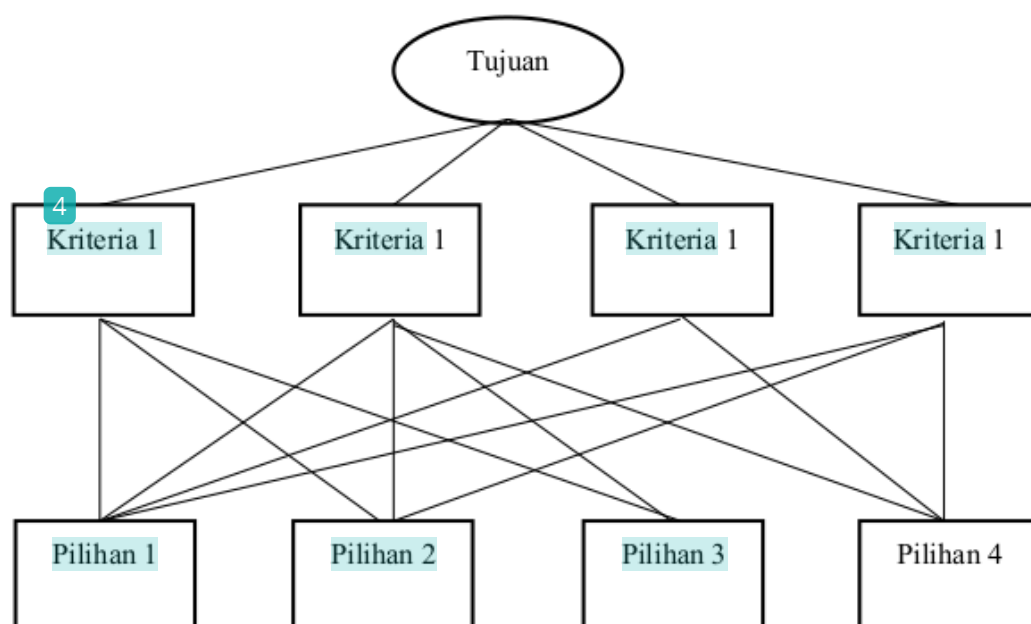 Tujuan
4
Kriteria 1
Kriteria 1
Kriteria 1
Kriteria 1
Pilihan 1
Pilihan 2
Pilihan 3
Pilihan 4